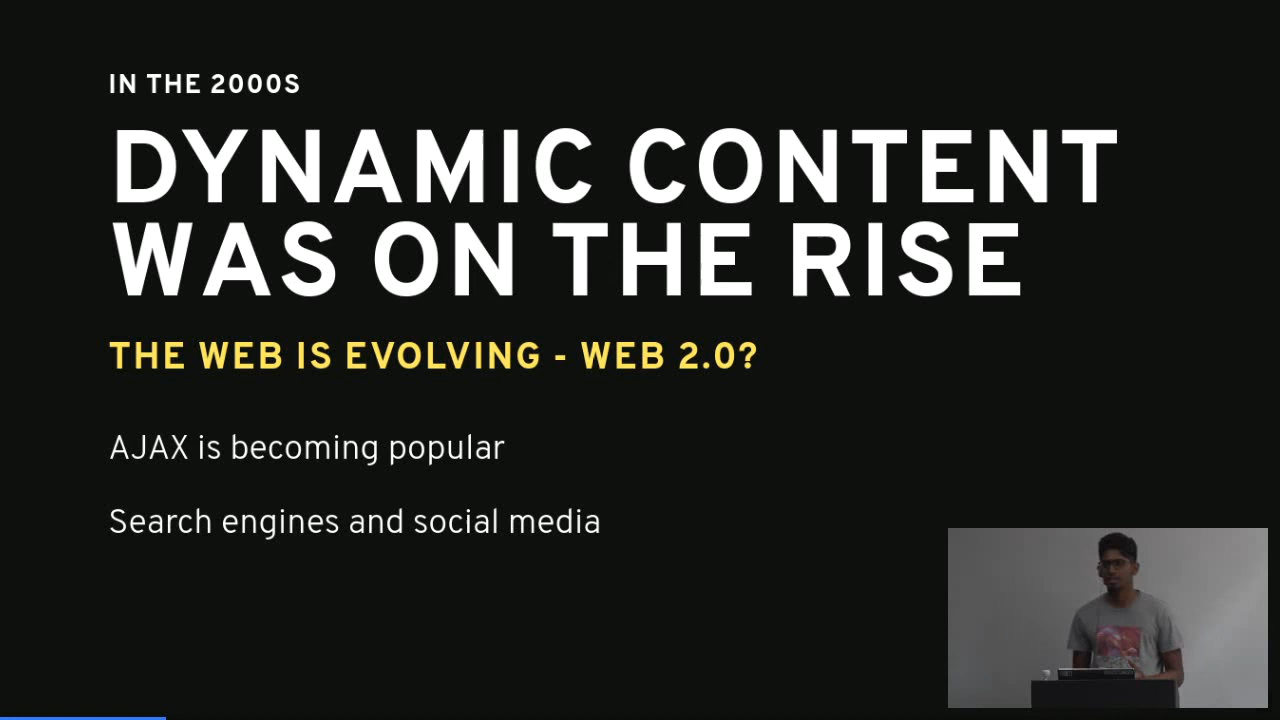 IN THE 2000S
DYNAMIC CONTENT
WAS ON THE RISE
THE WEB IS EVOLVING - WEB 2.0?
AJAX is becoming popular
Search engines and social media